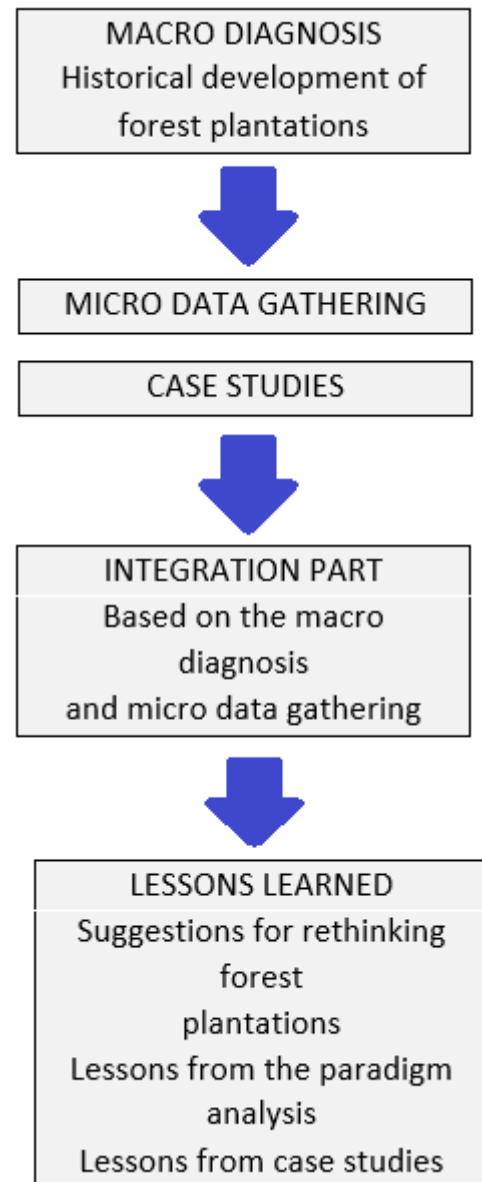 MACRO DIAGNOSIS
Historical development of
forest plantations
MICRO DATA GATHERING
CASE STUDIES
INTEGRATION PART
Based on the macro
diagnosis
and micro data gathering
LESSONS LEARNED
Suggestions for rethinking
forest
plantations
Lessons from the paradigm
analysis
Lessons from case studies